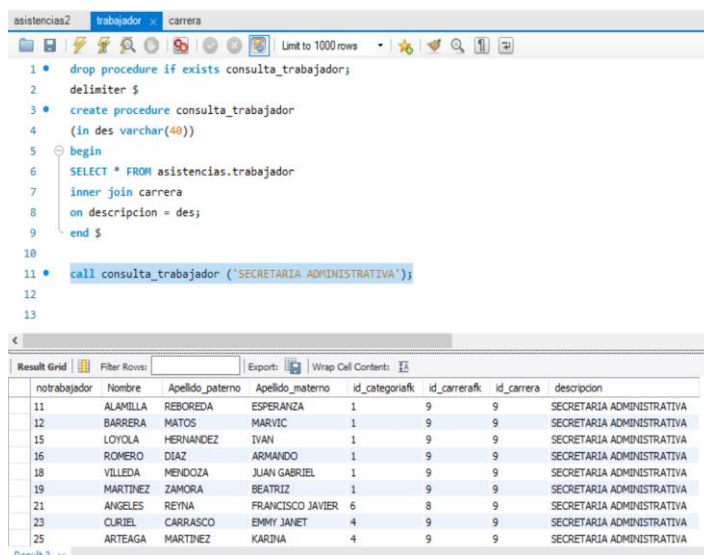 asistencias2 trabajador × carrera
Limit to 1000 rows
1 drop procedure if exists consulta_trabajador;
2 delimiter $
3 create procedure consulta_trabajador
4 (in des varchar(40))
5 begin
6 SELECT * FROM asistencias.trabajador
7 inner join carrera
8 on descripcion = des;
9 end $
10
11 call consulta_trabajador ('SECRETARIA ADMINISTRATIVA');
12
13
Result Grid Filter Rows: Export: Wrap Cell Content:
notrabajador Nombre Apellido_paterno Apellido_materno id_categoriafk id_carrerafk id_carrera descripcion
11 ALAMILLA REBOREDA ESPERANZA 1 9 9 SECRETARIA ADMINISTRATIVA
12 BARRERA MATOS MARVIC 1 9 9 SECRETARIA ADMINISTRATIVA
15 LOYOLA HERNANDEZ IVAN 1 9 9 SECRETARIA ADMINISTRATIVA
16 ROMERO DIAZ ARMANDO 1 9 9 SECRETARIA ADMINISTRATIVA
18 VILLEDA MENDOZA JUAN GABRIEL 1 9 9 SECRETARIA ADMINISTRATIVA
19 MARTINEZ ZAMORA BEATRIZ 1 9 9 SECRETARIA ADMINISTRATIVA
21 ANGELES REYNA FRANCISCO JAVIER 6 8 9 SECRETARIA ADMINISTRATIVA
23 CURIEL CARRASCO EMMY JANET 4 9 9 SECRETARIA ADMINISTRATIVA
25 ARTEAGA MARTINEZ KARINA 4 9 9 SECRETARIA ADMINISTRATIVA